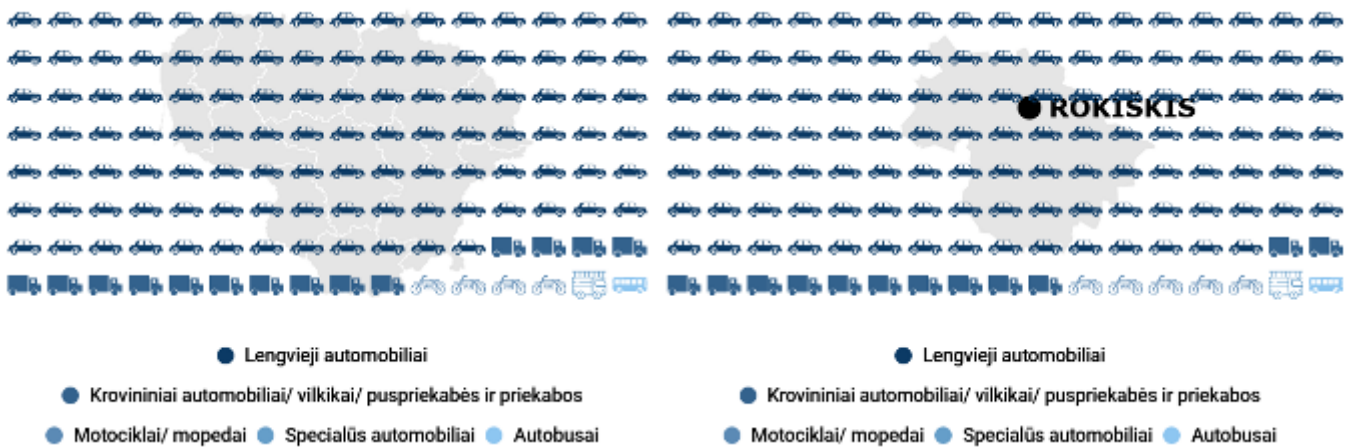 ROKIŠKIS
Lengvieji automobiliai
Krovininiai automobiliai/ vilkikai/ puspriekabės ir priekabos
Motociklai/ mopedai Specialūs automobiliai Autobusai
Lengvieji automobiliai
Krovininiai automobiliai/ vilkikai/ puspriekabės ir priekabos
Motociklai/ mopedai Specialūs automobiliai Autobusai